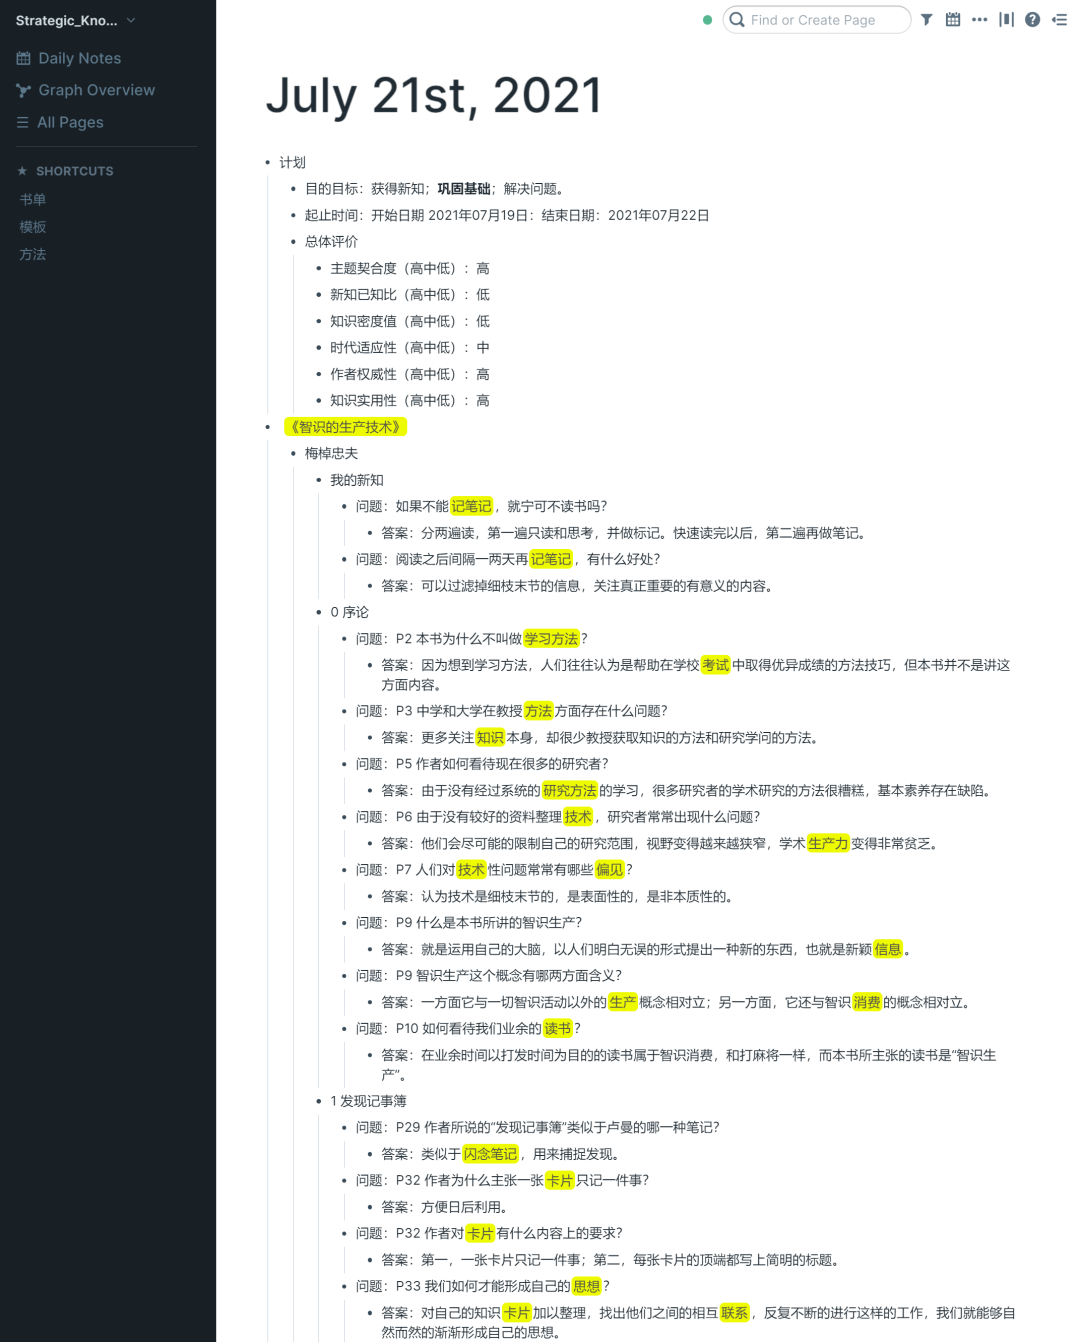 Strategic_Kno...
Find or Create Page
Daily Notes
Graph Overview
All Pages
SHORTCUTS
书单
模板
方法
July 21st, 2021
计划
目的目标：获得新知；巩固基础；解决问题。
起止时间：开始日期 2021年07月19日：结束日期：2021年07月22日
总体评价
主题契合度（高中低）：高
新知已知比（高中低）：低
知识密度值（高中低）：低
时代适应性（高中低）：中
作者权威性（高中低）：高
知识实用性（高中低）：高
《智识的生产技术》
梅棹忠夫
我的新知
问题：如果不能记笔记，就宁可不读书吗？
答案：分两遍读，第一遍只读和思考，并做标记。快速读完以后，第二遍再做笔记。
问题：阅读之后间隔一两天再记笔记，有什么好处？
答案：可以过滤掉细枝末节的信息，关注真正重要的有意义的内容。
0 序论
问题：P2 本书为什么不叫做学习方法？
答案：因为想到学习方法，人们往往认为是帮助在学校考试中取得优异成绩的方法技巧，但本书并不是讲这
方面内容。
问题：P3 中学和大学在教授方法方面存在什么问题？
答案：更多关注知识本身，却很少教授获取知识的方法和研究学问的方法。
问题：P5 作者如何看待现在很多的研究者？
答案：由于没有经过系统的研究方法的学习，很多研究者的学术研究的方法很糟糕，基本素养存在缺陷。
问题：P6 由于没有较好的资料整理技术，研究者常常出现什么问题？
答案：他们会尽可能的限制自己的研究范围，视野变得越来越狭窄，学术生产力变得非常贫乏。
问题：P7 人们对技术性问题常常有哪些偏见？
答案：认为技术是细枝末节的，是表面性的，是非本质性的。
问题：P9 什么是本书所讲的智识生产？
答案：就是运用自己的大脑，以人们明白无误的形式提出一种新的东西，也就是新颖信息。
问题：P9 智识生产这个概念有哪两方面含义？
答案：一方面它与一切智识活动以外的生产概念相对立；另一方面，它还与智识消费的概念相对立。
问题：P10 如何看待我们业余的读书？
答案：在业余时间以打发时间为目的的读书属于智识消费，和打麻将一样，而本书所主张的读书是“智识生
产”。
1 发现记事簿
问题：P29 作者所说的“发现记事簿”类似于卢曼的哪一种笔记？
答案：类似于闪念笔记，用来捕捉发现。
问题：P32 作者为什么主张一张卡片只记一件事？
答案：方便日后利用。
问题：P32 作者对卡片有什么内容上的要求？
答案：第一，一张卡片只记一件事；第二，每张卡片的顶端都写上简明的标题。
问题：P33 我们如何才能形成自己的思想？
答案：对自己的知识卡片加以整理，找出他们之间的相互联系，反复不断的进行这样的工作，我们就能够自
然而然的渐渐形成自己的思想。